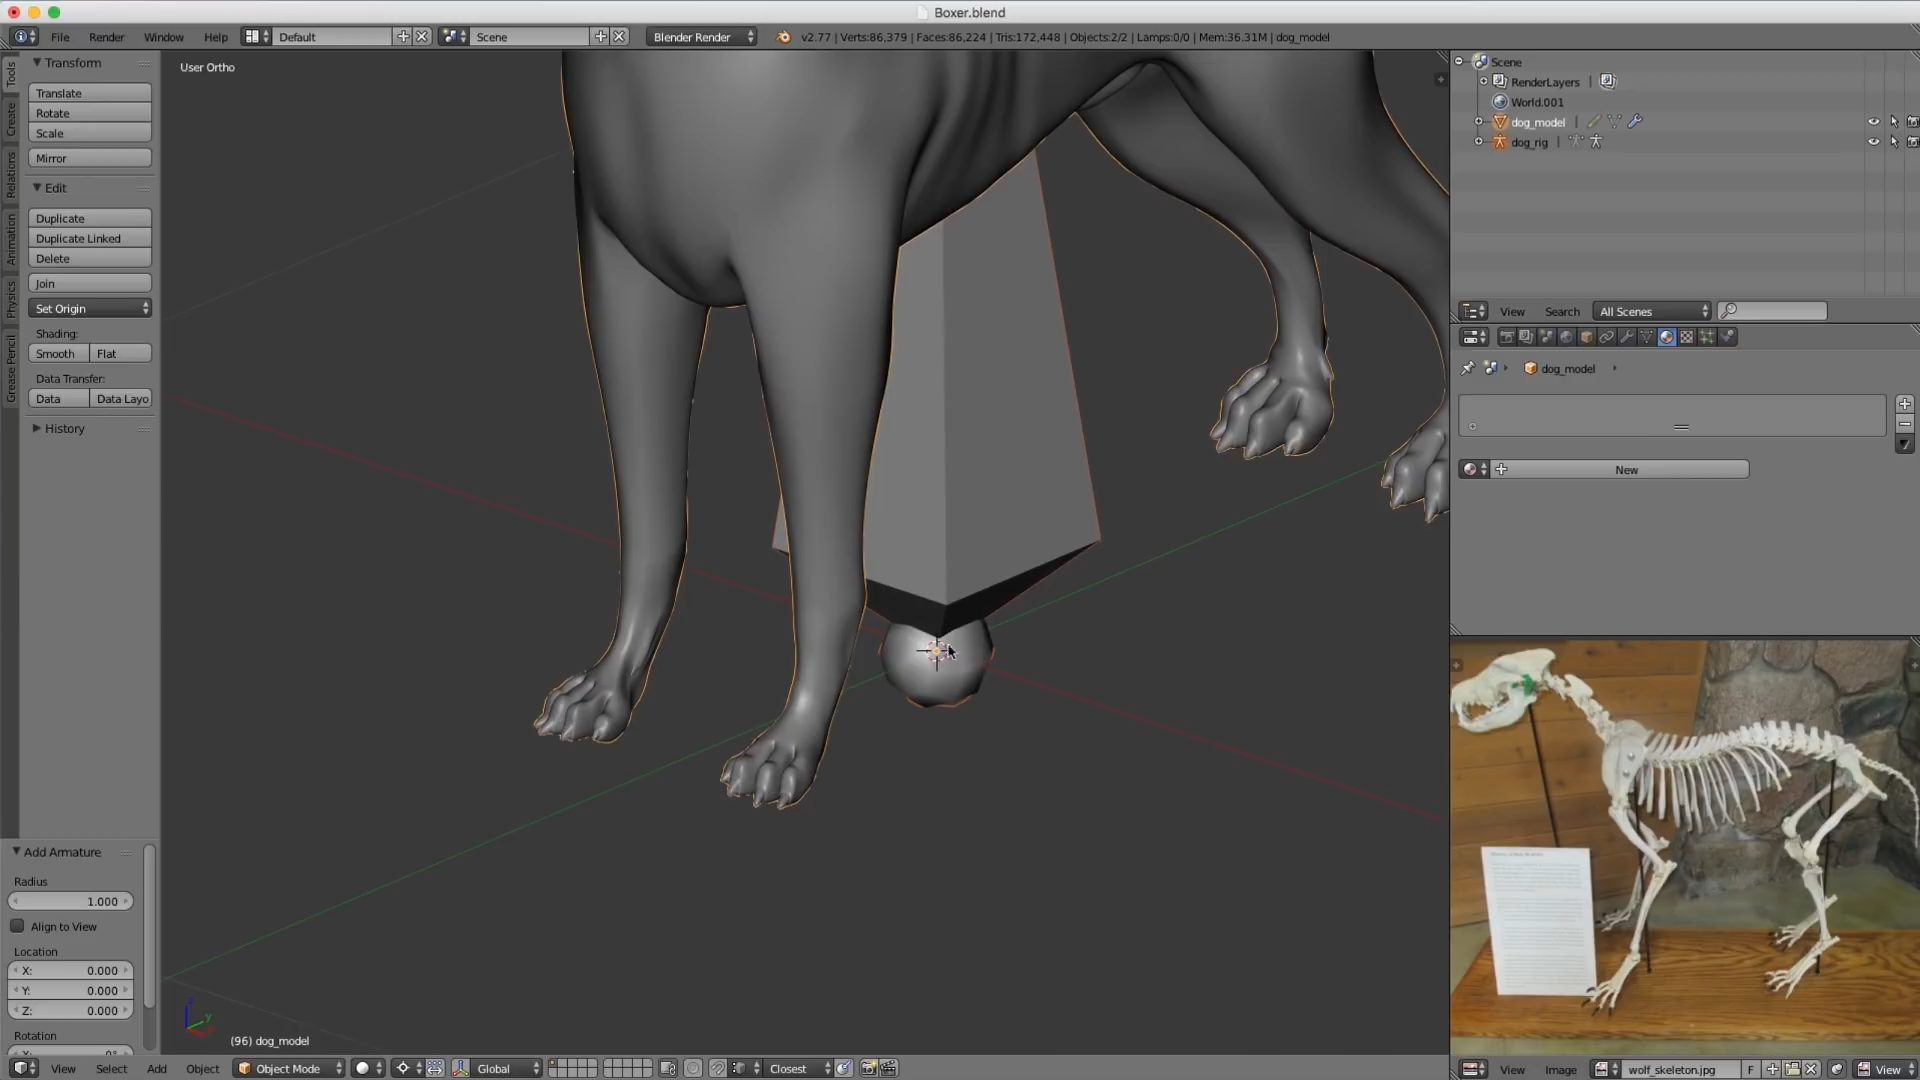 Boxer.blend
File Render Window Help Default Scene Blender Render v2.77 | Verts:86,379 | Faces:86,224 | Tris:172,448 | Objects:2/2 | Lamps:0/0 | Mem:36.31M | dog_model
Tools
Create
Relations
Animation
Physics
Grease Pencil
Transform
Translate
Rotate
Scale
Mirror
Edit
Duplicate
Duplicate Linked
Delete
Join
Set Origin
Shading:
Smooth Flat
Data Transfer:
Data Data Layo
History
Add Armature
Radius
1.000
Align to View
Location
X: 0.000
Y: 0.000
Z: 0.000
Rotation
User Ortho
(96) dog_model
View Select Add Object Object Mode Global Closest
Scene
RenderLayers
World.001
dog_model
dog_rig
View Search All Scenes
dog_model
New
View Image wolf_skeleton.jpg F View